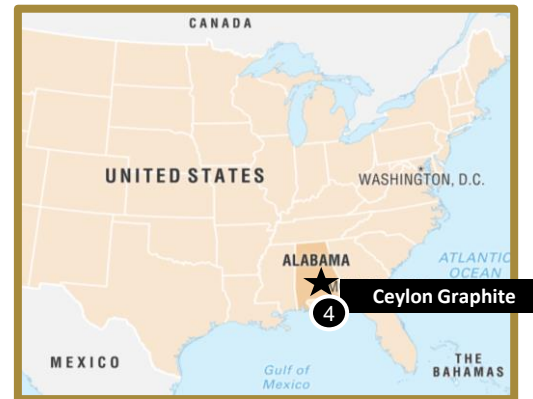 CANADA
UNITED STATES
WASHINGTON, D.C.
ALABAMA
ATLANTIC
OCEAN
Ceylon Graphite
4
MEXICO
Gulf of
Mexico
THE
BAHAMAS